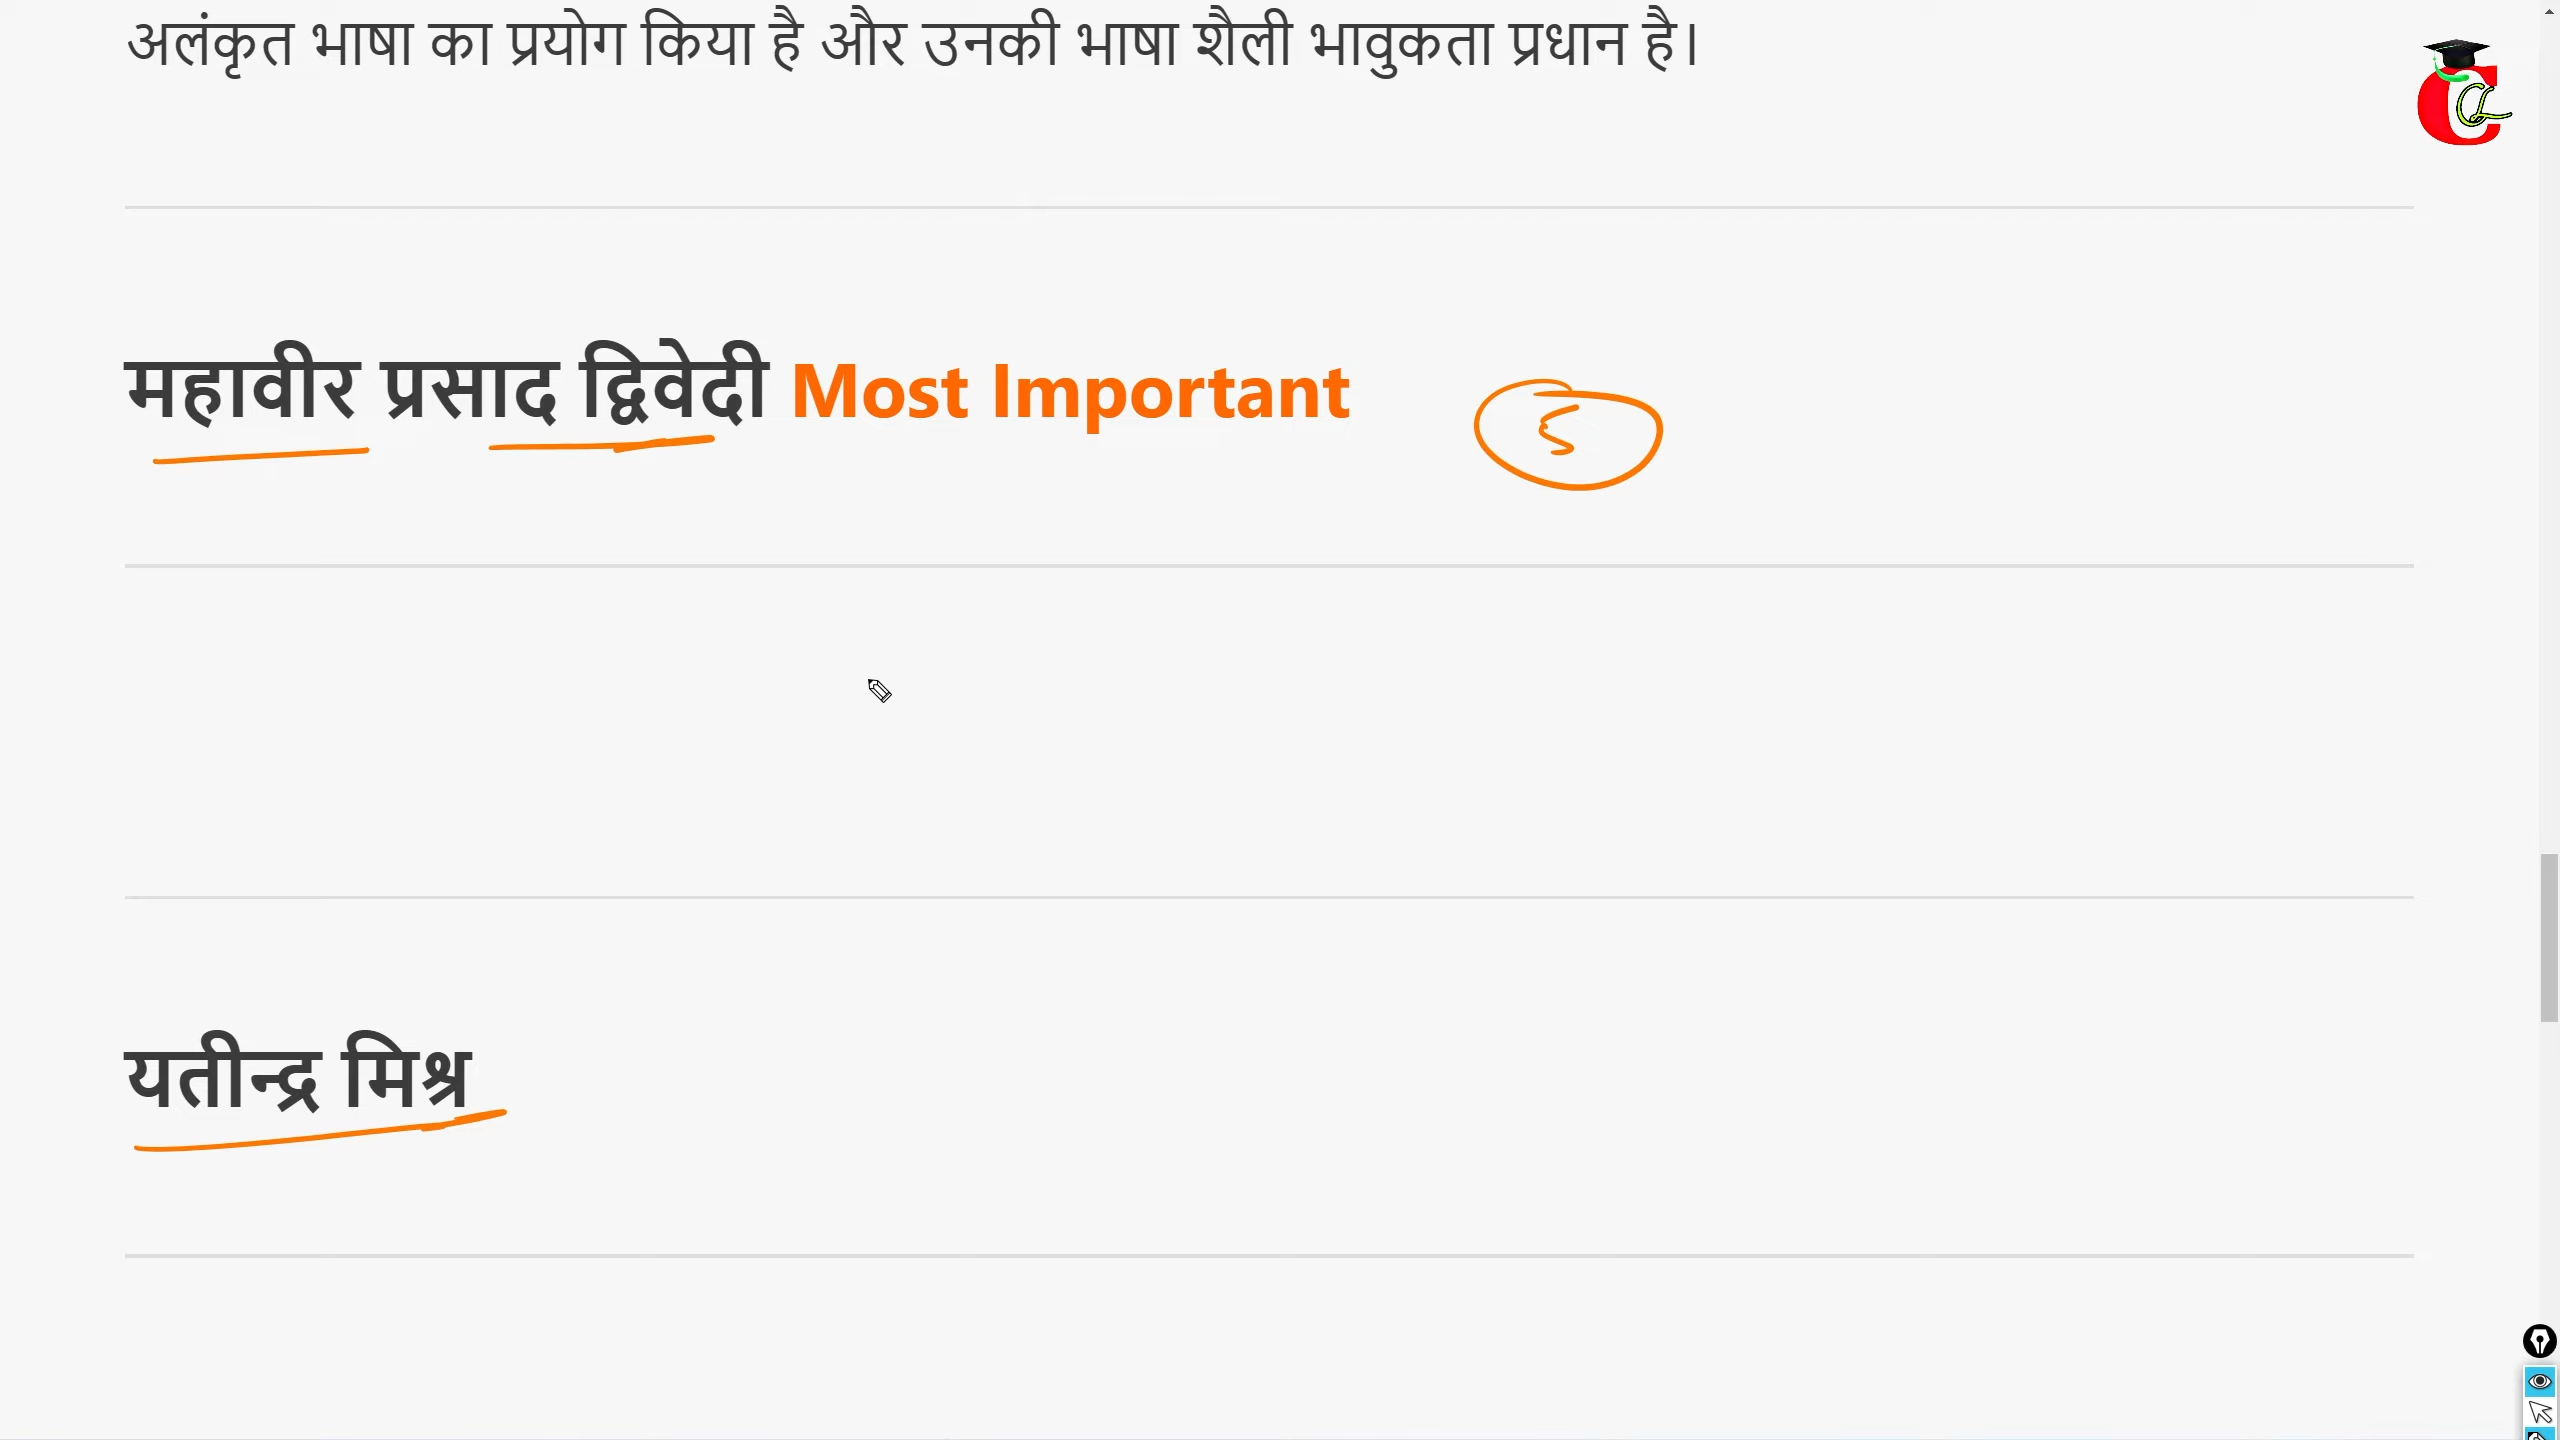 अलंकृत भाषा का प्रयोग किया है और उनकी भाषा शैली भावुकता प्रधान है।
महावीर प्रसाद द्विवेदी Most Important
यतीन्द्र मिश्र